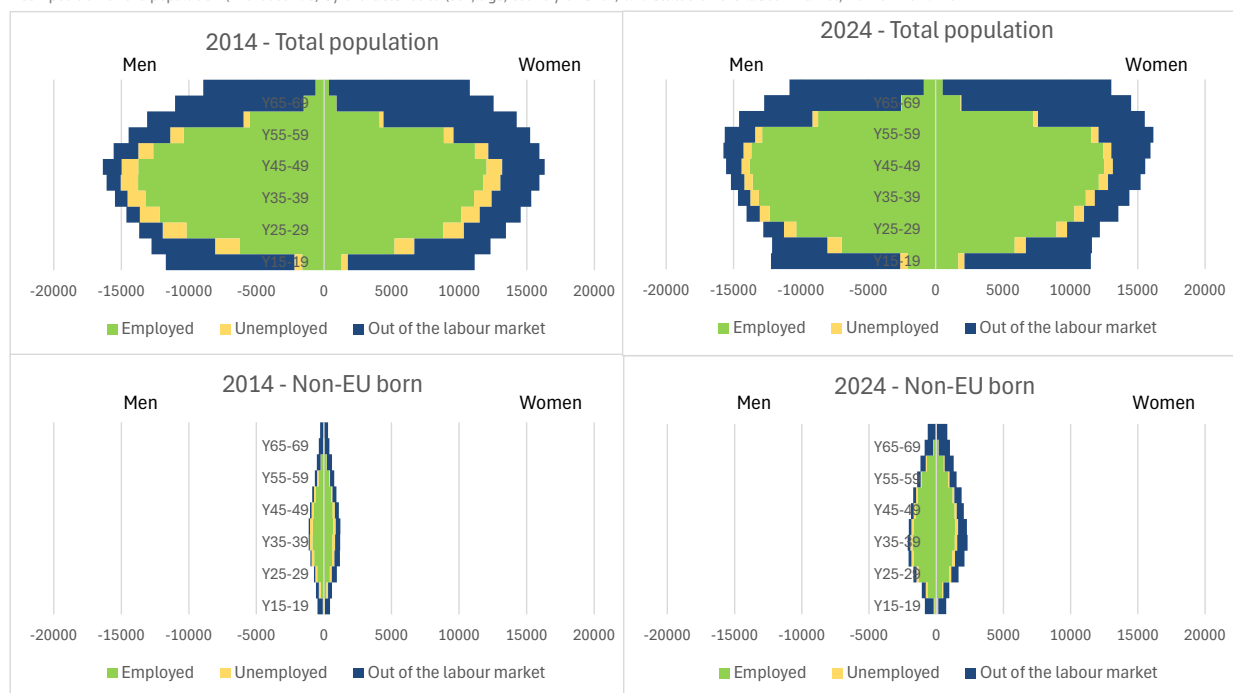 2014 - Total population
Men Women
Y65-69
Y55-59
Y45-49
Y35-39
Y25-29
Y15-19
-20000 -15000 -10000 -5000 0 5000 10000 15000 20000
Employed Unemployed Out of the labour market
2024 - Total population
Men Women
Y65-69
Y55-59
Y45-49
Y35-39
Y25-29
Y15-19
-20000 -15000 -10000 -5000 0 5000 10000 15000 20000
Employed Unemployed Out of the labour market
2014 - Non-EU born
Men Women
Y65-69
Y55-59
Y45-49
Y35-39
Y25-29
Y15-19
-20000 -15000 -10000 -5000 0 5000 10000 15000 20000
Employed Unemployed Out of the labour market
2024 - Non-EU born
Men Women
Y65-69
Y55-59
Y45-49
Y35-39
Y25-29
Y15-19
-20000 -15000 -10000 -5000 0 5000 10000 15000 20000
Employed Unemployed Out of the labour market